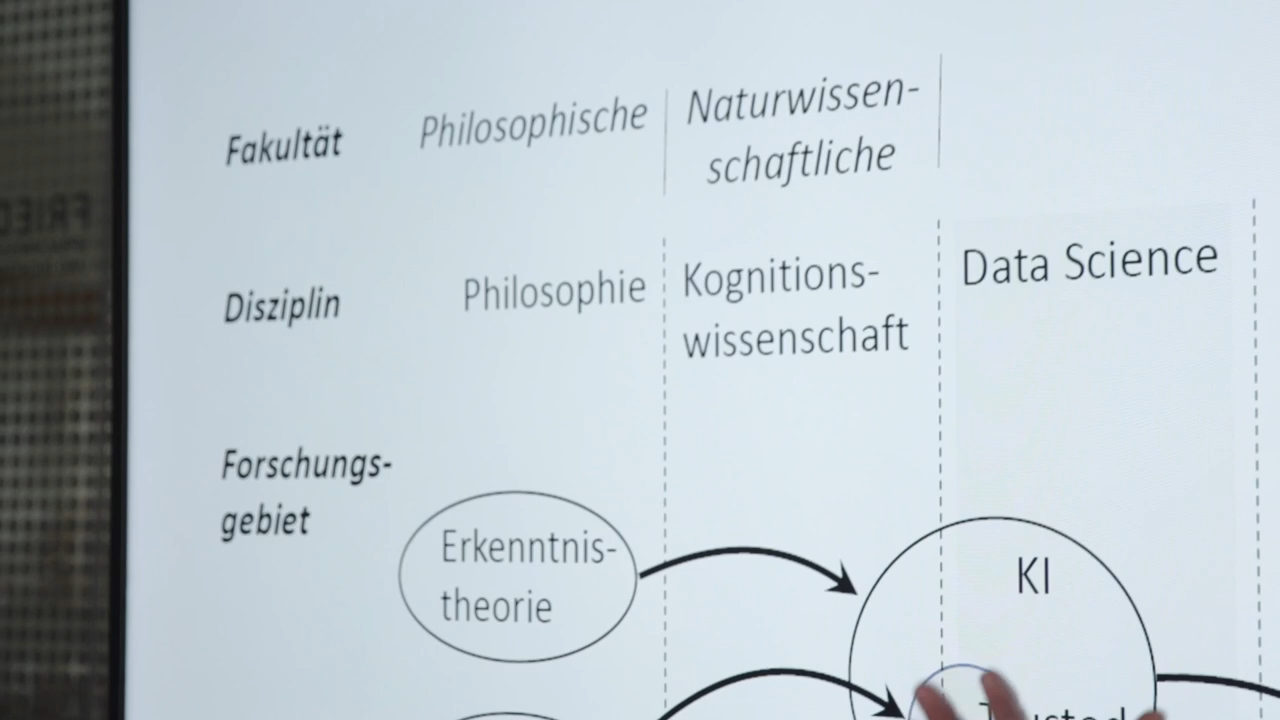 Fakultät
Philosophische
Naturwissen-
schaftliche
Disziplin
Philosophie
Kognitions-
wissenschaft
Data Science
Forschungs-
gebiet
Erkenntnis-
theorie
KI